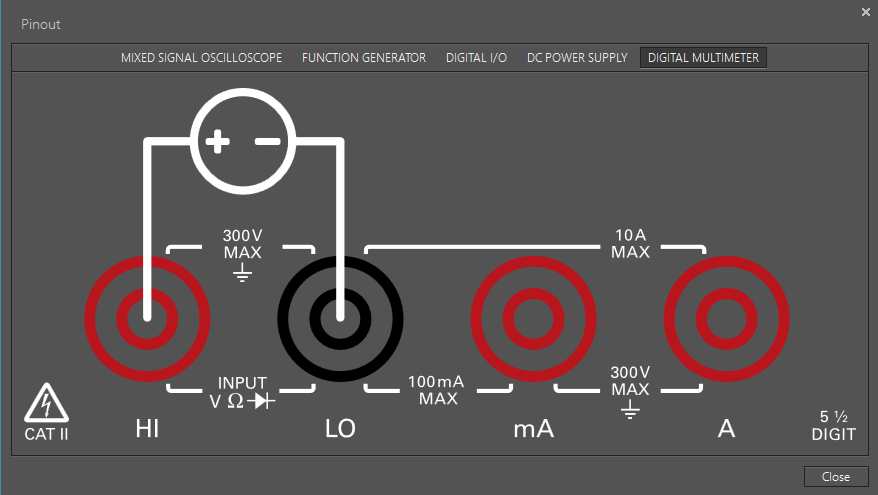 Pinout
MIXED SIGNAL OSCILLOSCOPE FUNCTION GENERATOR DIGITAL I/O DC POWER SUPPLY DIGITAL MULTIMETER
+ −
300V
MAX
10A
MAX
INPUT
V Ω
100mA
MAX
300V
MAX
CAT II
HI
LO
mA
A
5 ½
DIGIT
Close